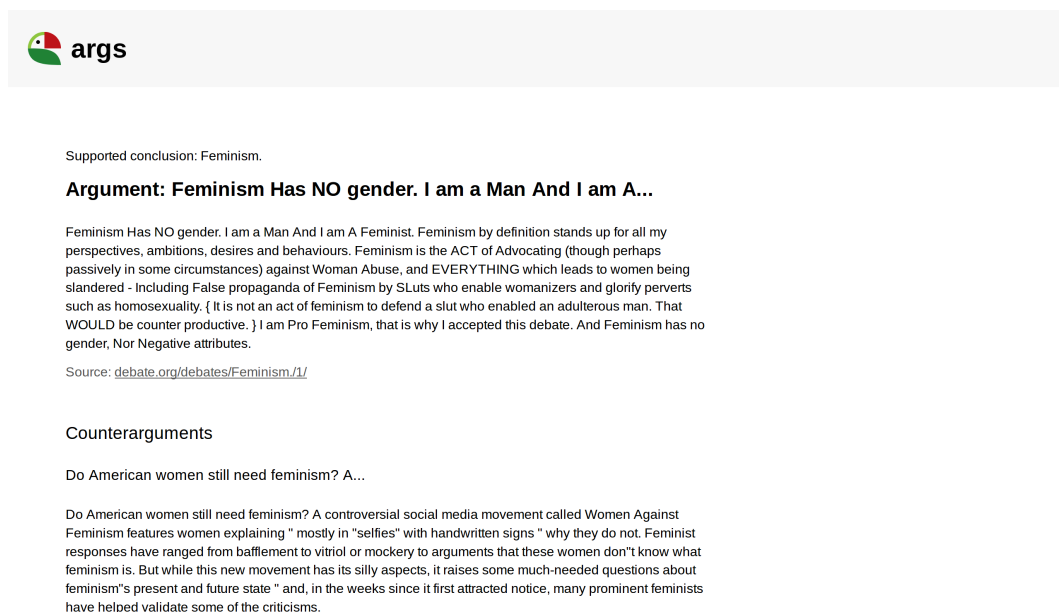 args
Supported conclusion: Feminism.
Argument: Feminism Has NO gender. I am a Man And I am A...
Feminism Has NO gender. I am a Man And I am A Feminist. Feminism by definition stands up for all my
perspectives, ambitions, desires and behaviours. Feminism is the ACT of Advocating (though perhaps
passively in some circumstances) against Woman Abuse, and EVERYTHING which leads to women being
slandered - Including False propaganda of Feminism by SLuts who enable womanizers and glorify perverts
such as homosexuality. { It is not an act of feminism to defend a slut who enabled an adulterous man. That
WOULD be counter productive. } I am Pro Feminism, that is why I accepted this debate. And Feminism has no
gender, Nor Negative attributes.
Source: debate.org/debates/Feminism./1/
Counterarguments
Do American women still need feminism? A...
Do American women still need feminism? A controversial social media movement called Women Against
Feminism features women explaining " mostly in "selfies" with handwritten signs " why they do not. Feminist
responses have ranged from bafflement to vitriol or mockery to arguments that these women don"t know what
feminism is. But while this new movement has its silly aspects, it raises some much-needed questions about
feminism"s present and future state " and, in the weeks since it first attracted notice, many prominent feminists
have helped validate some of the criticisms.